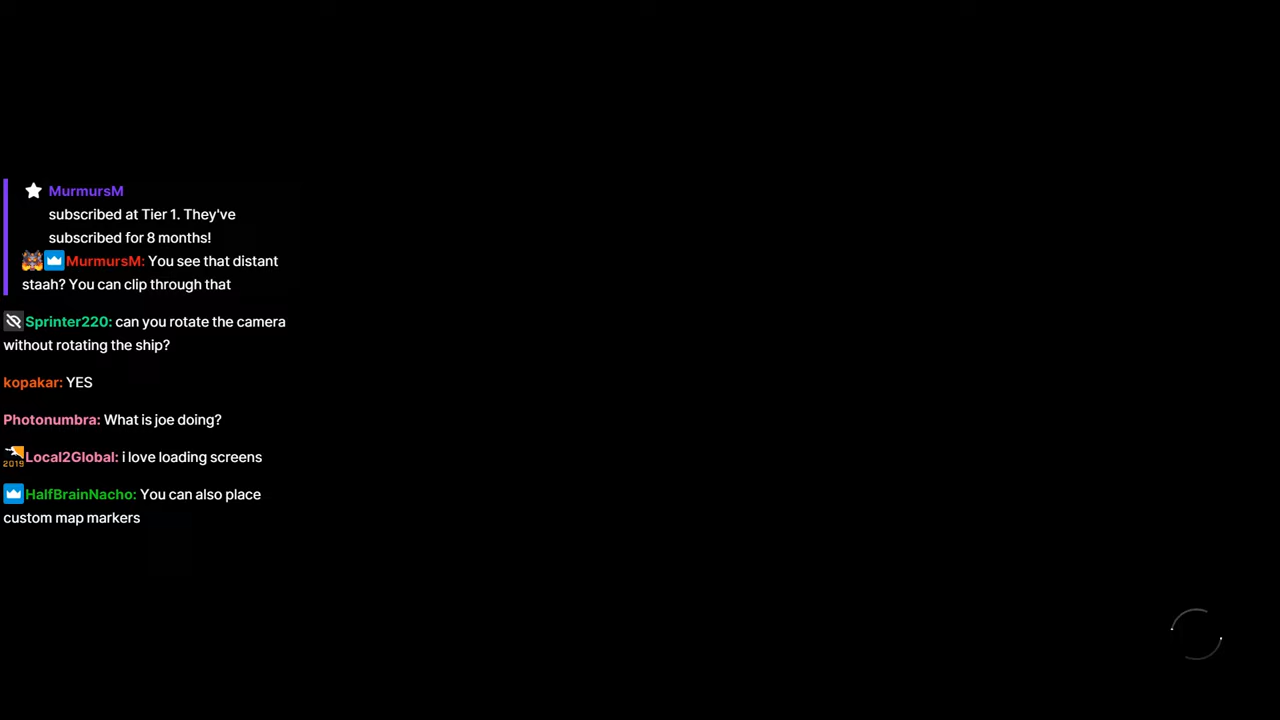 MurmursM
subscribed at Tier 1. They've
subscribed for 8 months!
MurmursM: You see that distant
staah? You can clip through that
Sprinter220: can you rotate the camera
without rotating the ship?
kopakar: YES
Photonumbra: What is joe doing?
2019 Local2Global: i love loading screens
HalfBrainNacho: You can also place
custom map markers